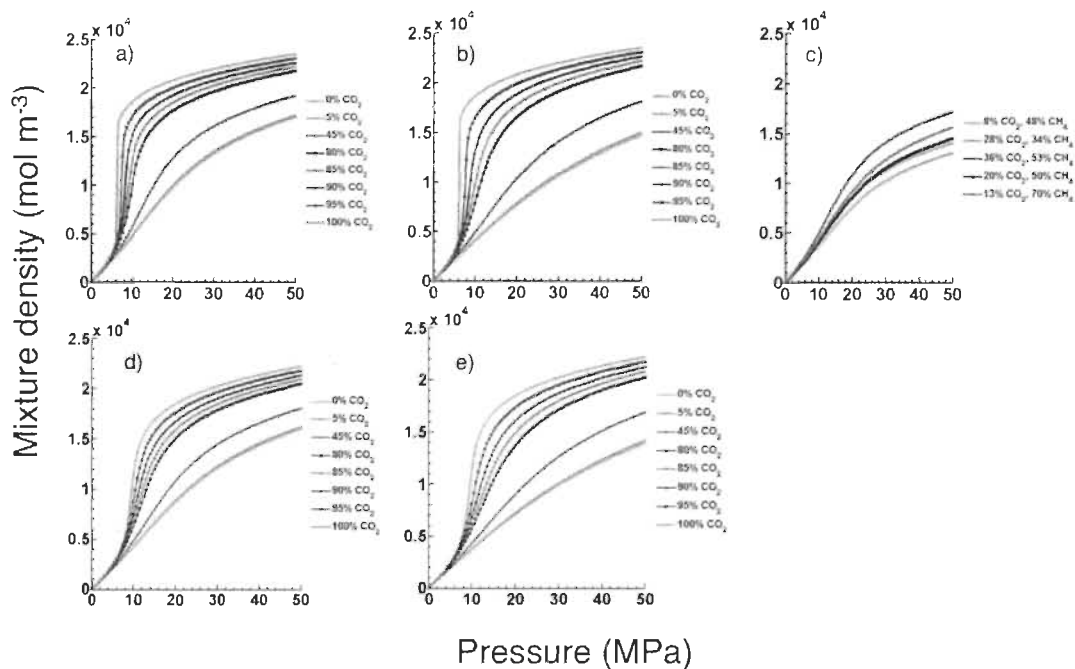 Mixture density (mol m-3)
Pressure (MPa)
a)
x 10^4
2.5
2
1.5
1
0.5
0
0 10 20 30 40 50
0% CO2
5% CO2
45% CO2
80% CO2
85% CO2
90% CO2
95% CO2
100% CO2
b)
x 10^4
2.5
2
1.5
1
0.5
0
0 10 20 30 40 50
0% CO2
5% CO2
45% CO2
80% CO2
85% CO2
90% CO2
95% CO2
100% CO2
c)
x 10^4
2.5
2
1.5
1
0.5
0
0 10 20 30 40 50
CO2, 48% CH4
28% CO2, 34% CH4
36% CO2, 53% CH4
20% CO2, 50% CH4
13% CO2, 70% CH4
d)
x 10^4
2.5
2
1.5
1
0.5
0
0 10 20 30 40 50
0% CO2
5% CO2
45% CO2
80% CO2
85% CO2
90% CO2
95% CO2
100% CO2
e)
x 10^4
2.5
2
1.5
1
0.5
0
0 10 20 30 40 50
0% CO2
5% CO2
45% CO2
80% CO2
85% CO2
90% CO2
95% CO2
100% CO2